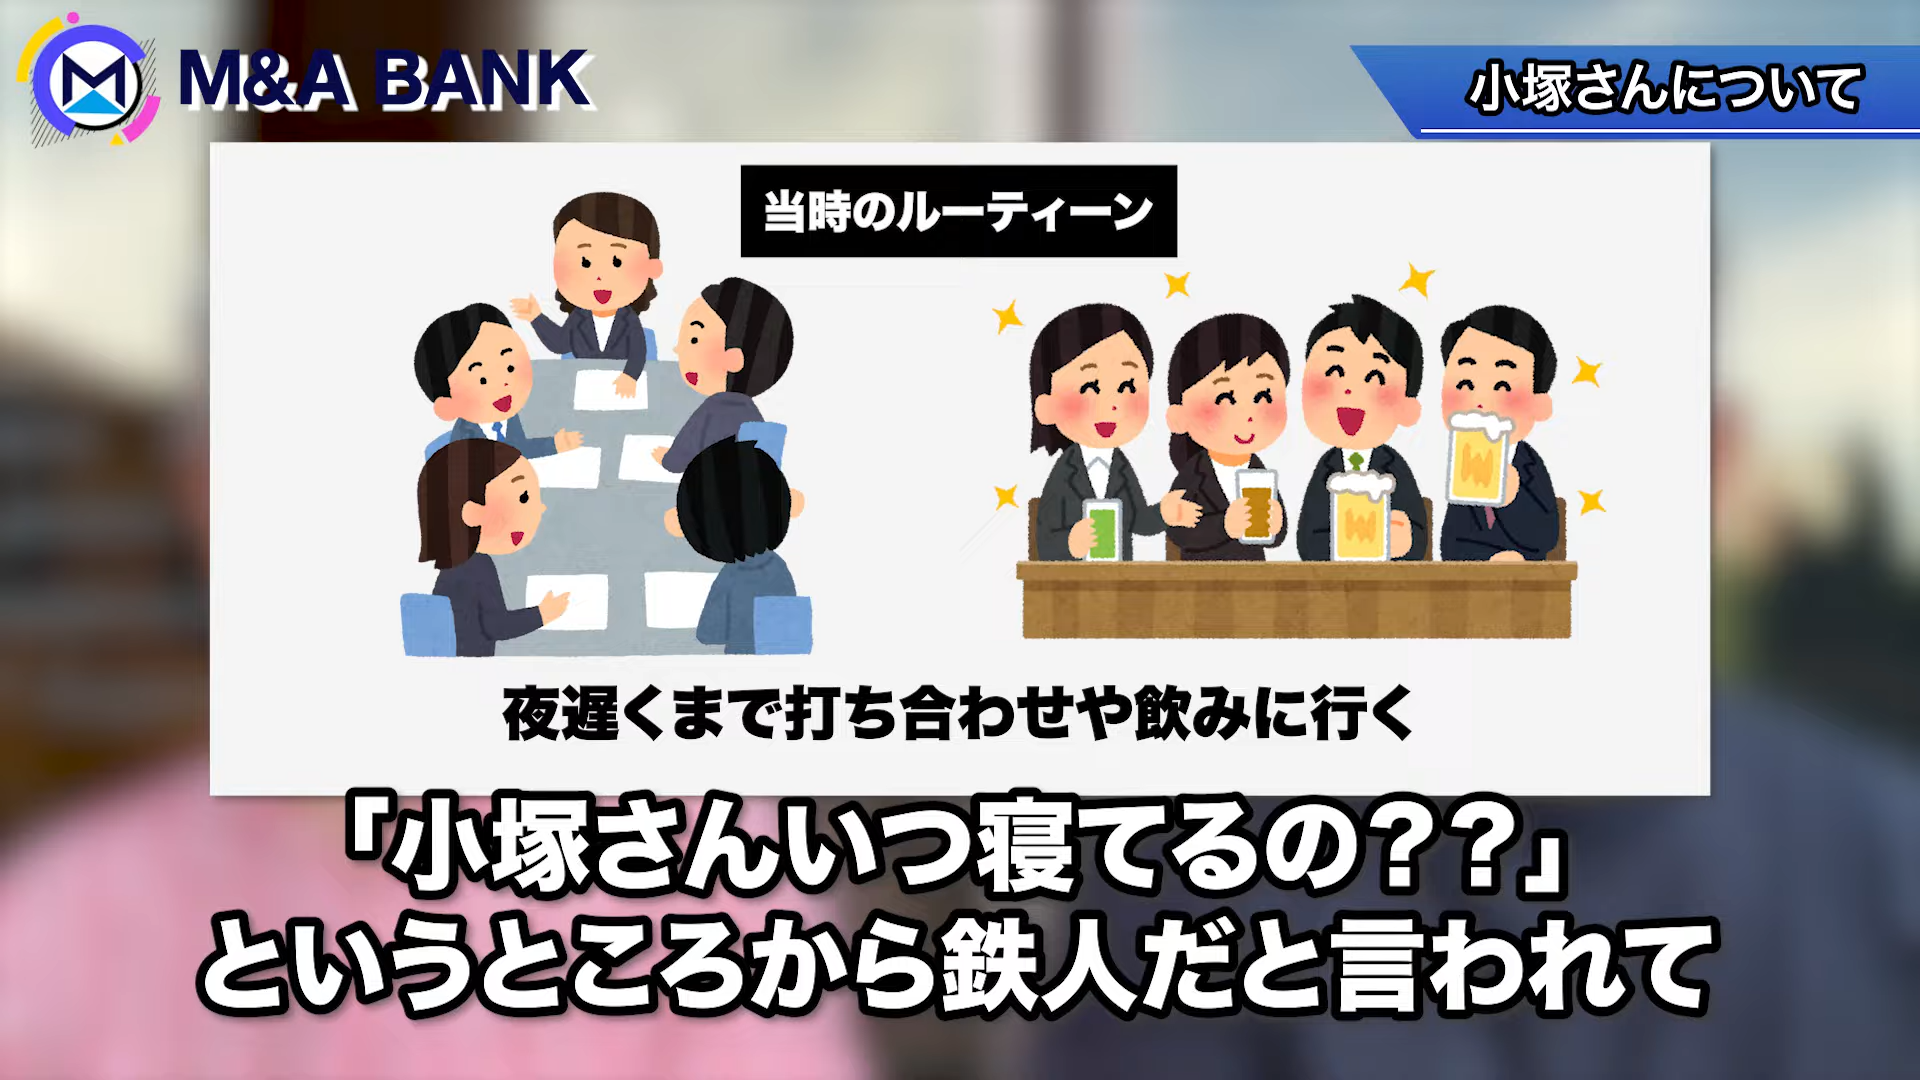 M&A BANK
小塚さんについて
当時のルーティーン
夜遅くまで打ち合わせや飲みに行く
「小塚さんいつ寝てるの??」
というところから鉄人だと言われて